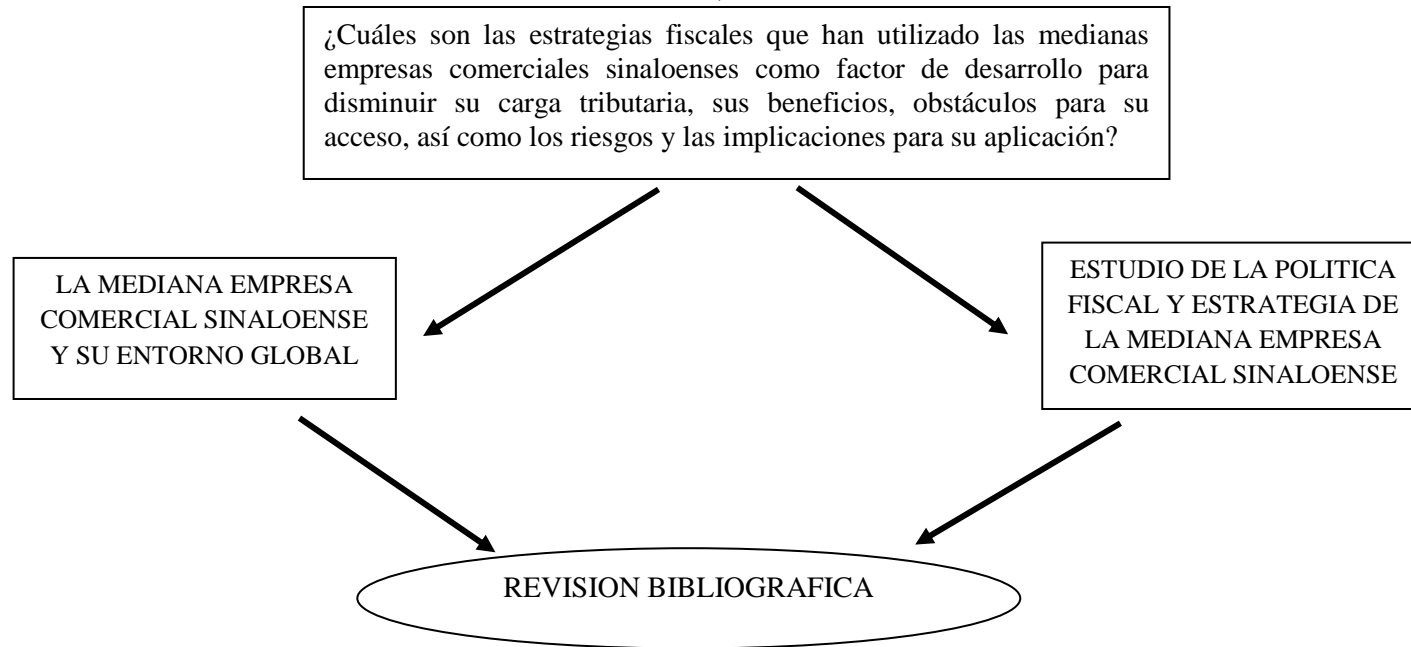 ¿Cuáles son las estrategias fiscales que han utilizado las medianas
empresas comerciales sinaloenses como factor de desarrollo para
disminuir su carga tributaria, sus beneficios, obstáculos para su
acceso, así como los riesgos y las implicaciones para su aplicación?
LA MEDIANA EMPRESA
COMERCIAL SINALOENSE
Y SU ENTORNO GLOBAL
ESTUDIO DE LA POLITICA
FISCAL Y ESTRATEGIA DE
LA MEDIANA EMPRESA
COMERCIAL SINALOENSE
REVISION BIBLIOGRAFICA